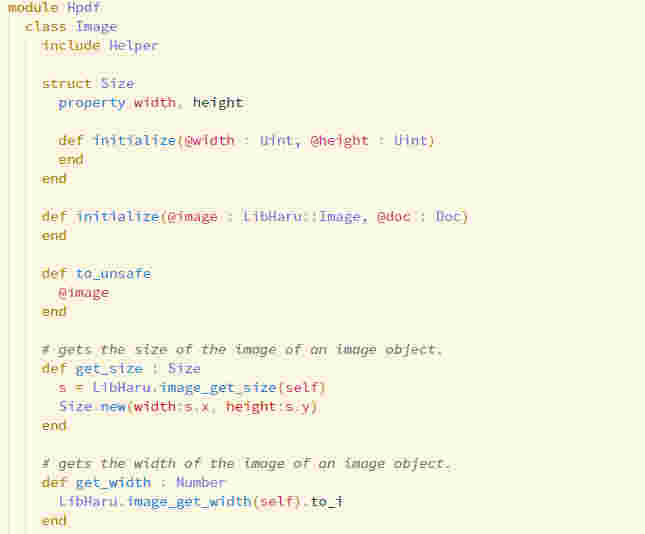 module Hpdf
class Image
include Helper
struct Size
property width, height
def initialize(@width : Uint, @height : Uint)
end
end
def initialize(@image : LibHaru::Image, @doc : Doc)
end
def to_unsafe
@image
end
# gets the size of the image of an image object.
def get_size : Size
s = LibHaru.image_get_size(self)
Size.new(width:s.x, height:s.y)
end
# gets the width of the image of an image object.
def get_width : Number
LibHaru.image_get_width(self).to_i
end